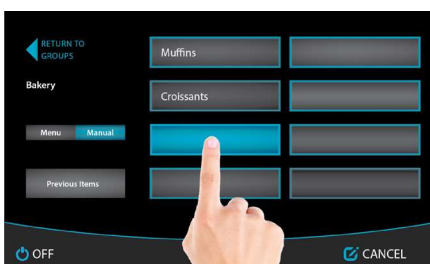 RETURN TO
GROUPS
Muffins
Bakery
Croissants
Menu
Manual
Previous Items
OFF
CANCEL